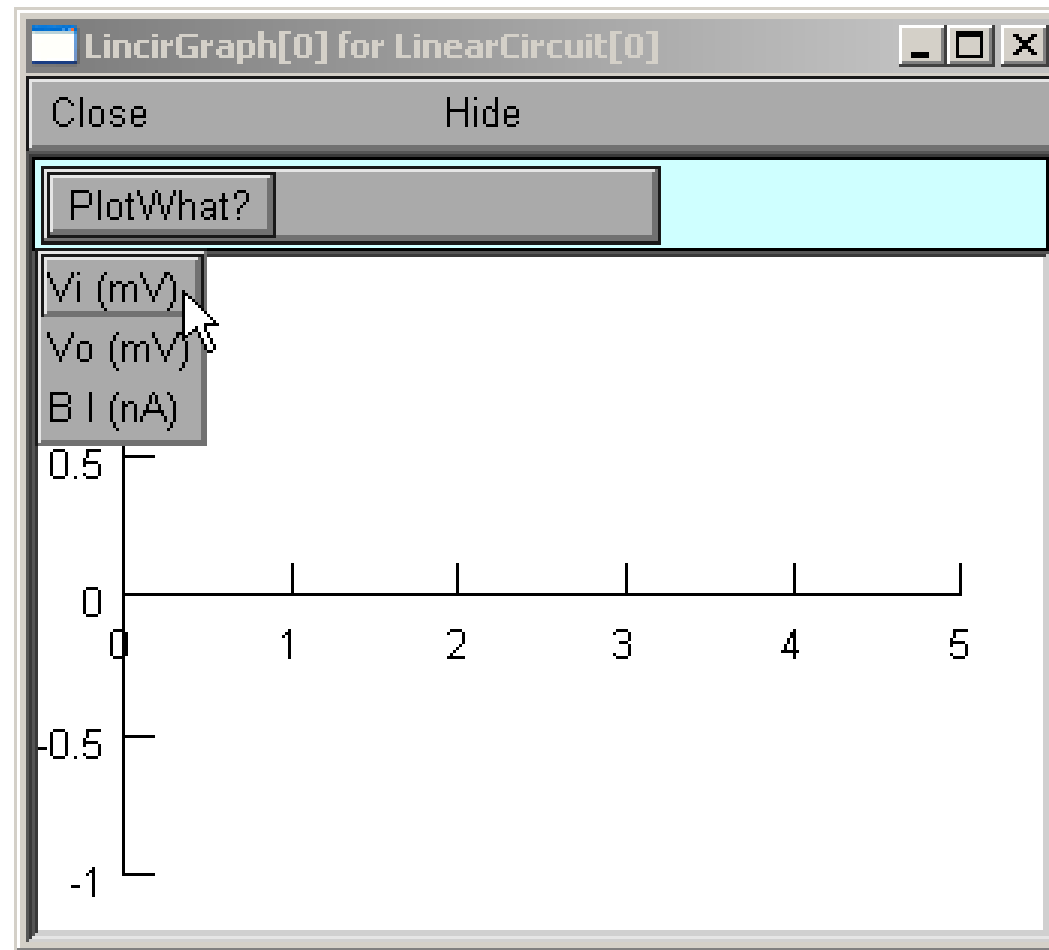 LincirGraph[0] for LinearCircuit[0]
Close Hide
PlotWhat?
Vi (mV)
Vo (mV)
B I (nA)
0.5
0
0 1 2 3 4 5
-0.5
-1